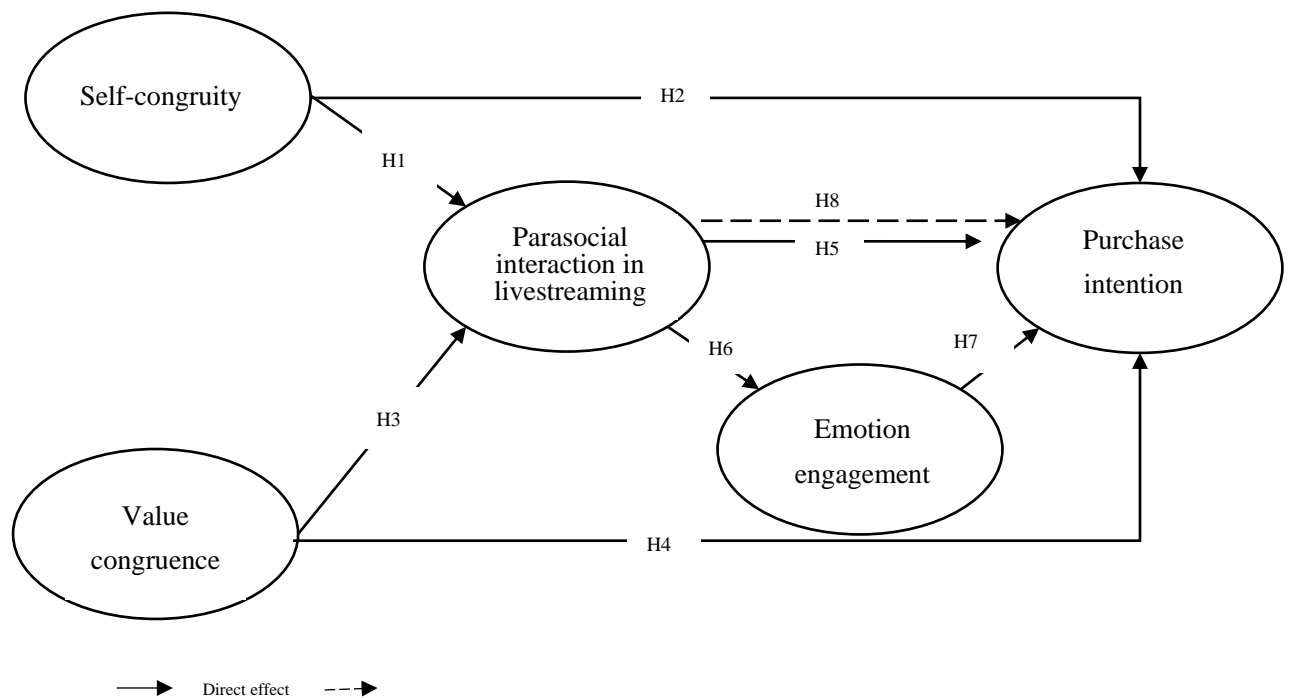 Self-congruity
H2
H1
H8
Parasocial
interaction in
livestreaming
H5
Purchase
intention
H6
H7
H3
Emotion
engagement
Value
congruence
H4
Direct effect